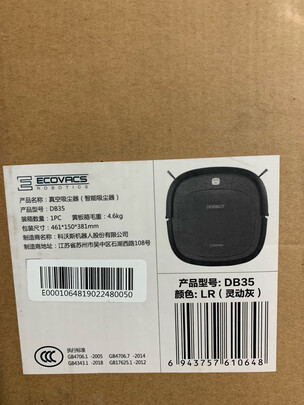 ECOVACS
ROBOTICS
产品名称：真空吸尘器（智能吸尘器）
产品型号：DB35
装箱数量：1PC 黄板箱毛重：4.6kg
包装尺寸：461*150*381mm
制造商名称：科沃斯机器人股份有限公司
制造商地址：江苏省苏州市吴中区石湖西路108号
E0001064819022480050
产品型号: DB35
颜色: LR（灵动灰）
6 943757 610648
CCC
执行标准
GB4706.1 -2005 GB4706.7 -2014
GB4343.1 -2018 GB17625.1 -2012